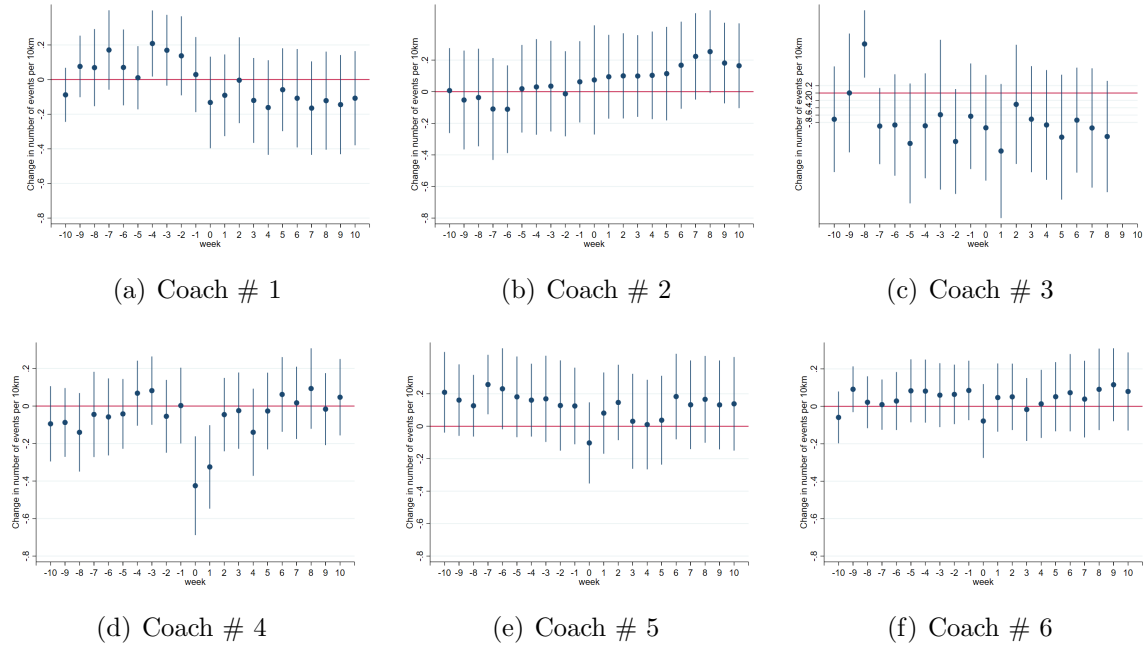 Change in number of events per 10km
.2
0
-.2
-.4
-.6
-.8
-10 -9 -8 -7 -6 -5 -4 -3 -2 -1 0 1 2 3 4 5 6 7 8 9 10
week
(a) Coach # 1
Change in number of events per 10km
.2
0
-.2
-.4
-.6
-.8
-10 -9 -8 -7 -6 -5 -4 -3 -2 -1 0 1 2 3 4 5 6 7 8 9 10
week
(b) Coach # 2
Change in number of events per 10km
-.8-.6-.4-.20 .2
-10 -9 -8 -7 -6 -5 -4 -3 -2 -1 0 1 2 3 4 5 6 7 8 9 10
week
(c) Coach # 3
Change in number of events per 10km
.2
0
-.2
-.4
-.6
-.8
-10 -9 -8 -7 -6 -5 -4 -3 -2 -1 0 1 2 3 4 5 6 7 8 9 10
week
(d) Coach # 4
Change in number of events per 10km
.2
0
-.2
-.4
-.6
-.8
-10 -9 -8 -7 -6 -5 -4 -3 -2 -1 0 1 2 3 4 5 6 7 8 9 10
week
(e) Coach # 5
Change in number of events per 10km
.2
0
-.2
-.4
-.6
-.8
-10 -9 -8 -7 -6 -5 -4 -3 -2 -1 0 1 2 3 4 5 6 7 8 9 10
week
(f) Coach # 6